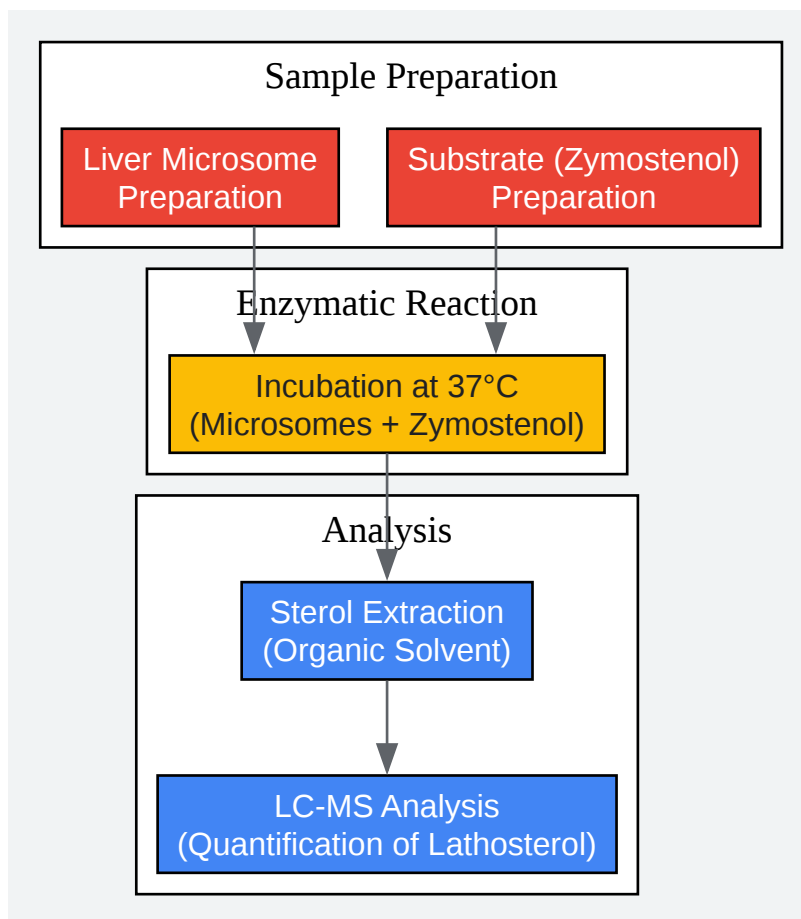 Sample Preparation
Liver Microsome
Preparation
Substrate (Zymostenol)
Preparation
Enzymatic Reaction
Incubation at 37°C
(Microsomes + Zymostenol)
Analysis
Sterol Extraction
(Organic Solvent)
LC-MS Analysis
(Quantification of Lathosterol)